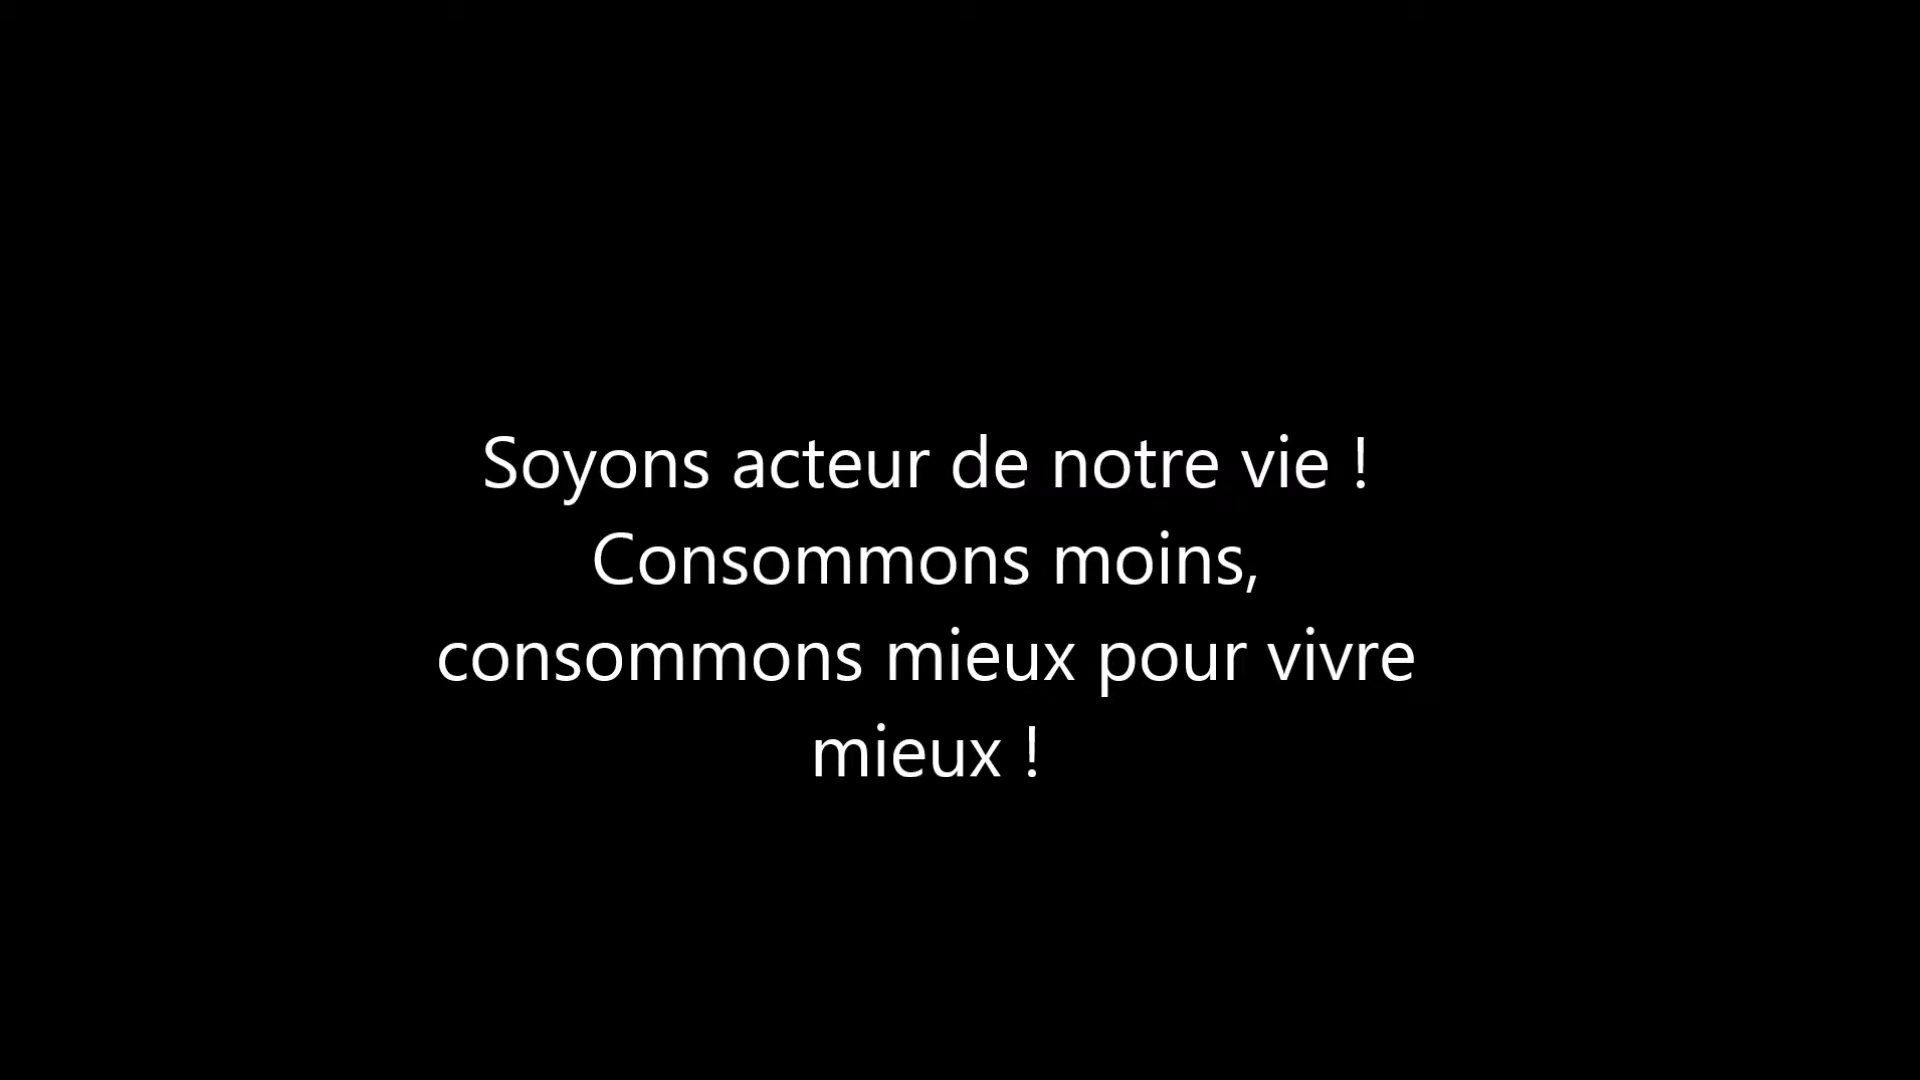 Soyons acteur de notre vie !
Consommons moins,
consommons mieux pour vivre
mieux !